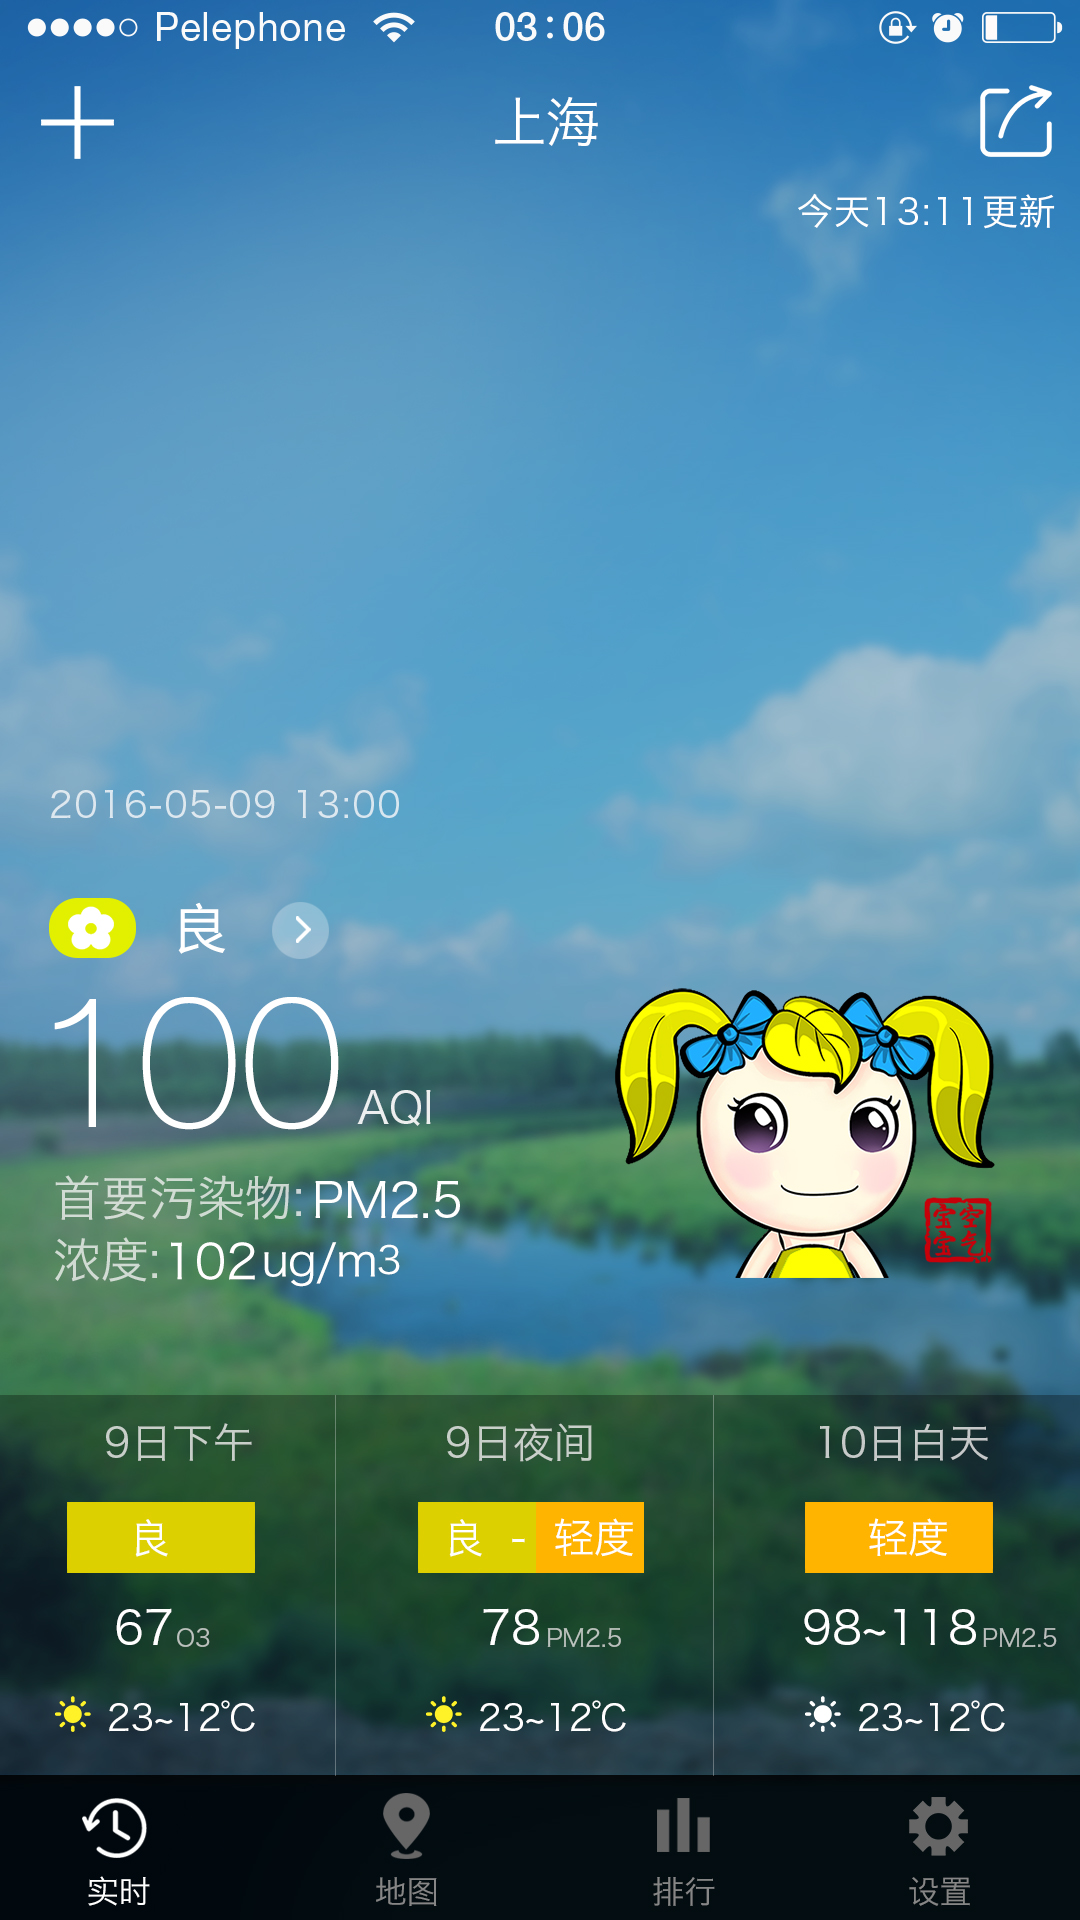 Pelephone 03:06
上海
今天13:11更新
2016-05-09 13:00
良
100 AQI
首要污染物:PM2.5
浓度:102ug/m3
宝空
宝气
9日下午 9日夜间 10日白天
良 良 - 轻度 轻度
67 O3 78 PM2.5 98~118 PM2.5
23~12℃ 23~12℃ 23~12℃
实时 地图 排行 设置